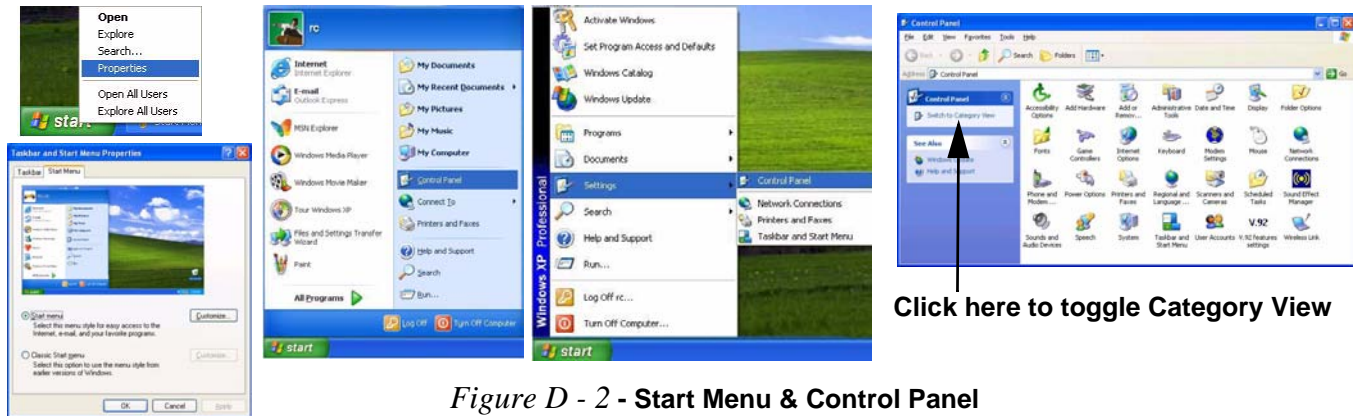 Open
Explore
Search...
Properties
Open All Users
Explore All Users
start
Taskbar and Start Menu Properties
Taskbar
Start Menu
Start menu
Customize...
Select this menu style for easy access to the
Internet, e-mail, and your favorite programs.
Classic Start menu
Customize...
Select this option to use the menu style from
earlier versions of Windows.
OK
Cancel
Apply
rc
Internet
Internet Explorer
E-mail
Outlook Express
MSN Explorer
Windows Media Player
Windows Movie Maker
Tour Windows XP
Files and Settings Transfer
Wizard
Paint
All Programs
My Documents
My Recent Documents
My Pictures
My Music
My Computer
Control Panel
Connect To
Printers and Faxes
Help and Support
Search
Run...
Log Off
Turn Off Computer
start
Windows XP Professional
Activate Windows
Set Program Access and Defaults
Windows Catalog
Windows Update
Programs
Documents
Settings
Search
Help and Support
Run...
Log Off rc...
Turn Off Computer...
Control Panel
Network Connections
Printers and Faxes
Taskbar and Start Menu
start
Control Panel
File Edit View Favorites Tools Help
Back
Search
Folders
Address
Control Panel
Go
Control Panel
Switch to Category View
See Also
Windows Update
Help and Support
Accessibility
Options
Add Hardware
Add or
Remov...
Administrative
Tools
Date and Time
Display
Folder Options
Fonts
Game
Controllers
Internet
Options
Keyboard
Modem
Settings
Mouse
Network
Connections
Phone and
Modem ...
Power Options
Printers and
Faxes
Regional and
Language ...
Scanners and
Cameras
Scheduled
Tasks
Sound Effect
Manager
Sounds and
Audio Devices
Speech
System
Taskbar and
Start Menu
User Accounts
V.92
V.92 Features
settings
Wireless Link
Click here to toggle Category View
Figure D - 2 - Start Menu & Control Panel